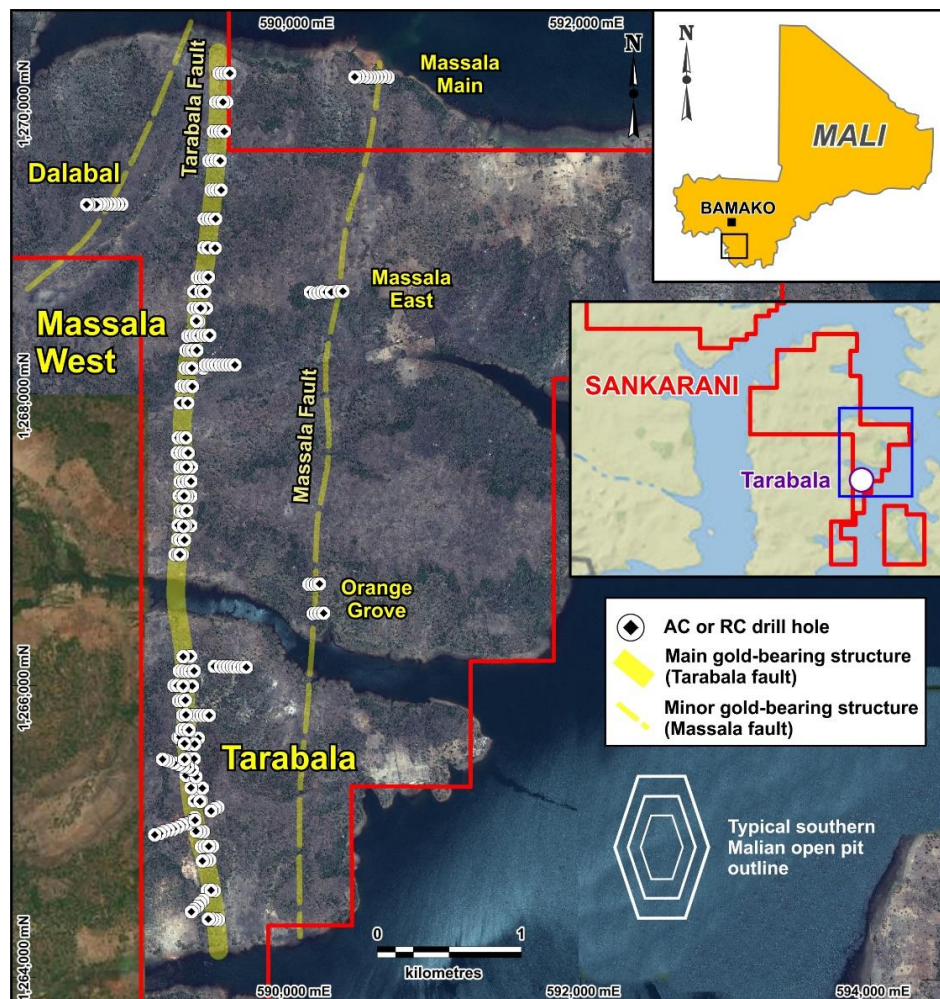 590,000 mE
592,000 mE
N
N
1,270,000 mN
Tarabala Fault
Massala
Main
MALI
BAMAKO
Dalabal
Massala
East
Massala
West
1,268,000 mN
Massala Fault
SANKARANI
Tarabala
Orange
Grove
AC or RC drill hole
Main gold-bearing structure
(Tarabala fault)
Minor gold-bearing structure
(Massala fault)
1,266,000 mN
Tarabala
Typical southern
Malian open pit
outline
1,264,000 mN
0
1
kilometres
590,000 mE
592,000 mE
594,000 mE